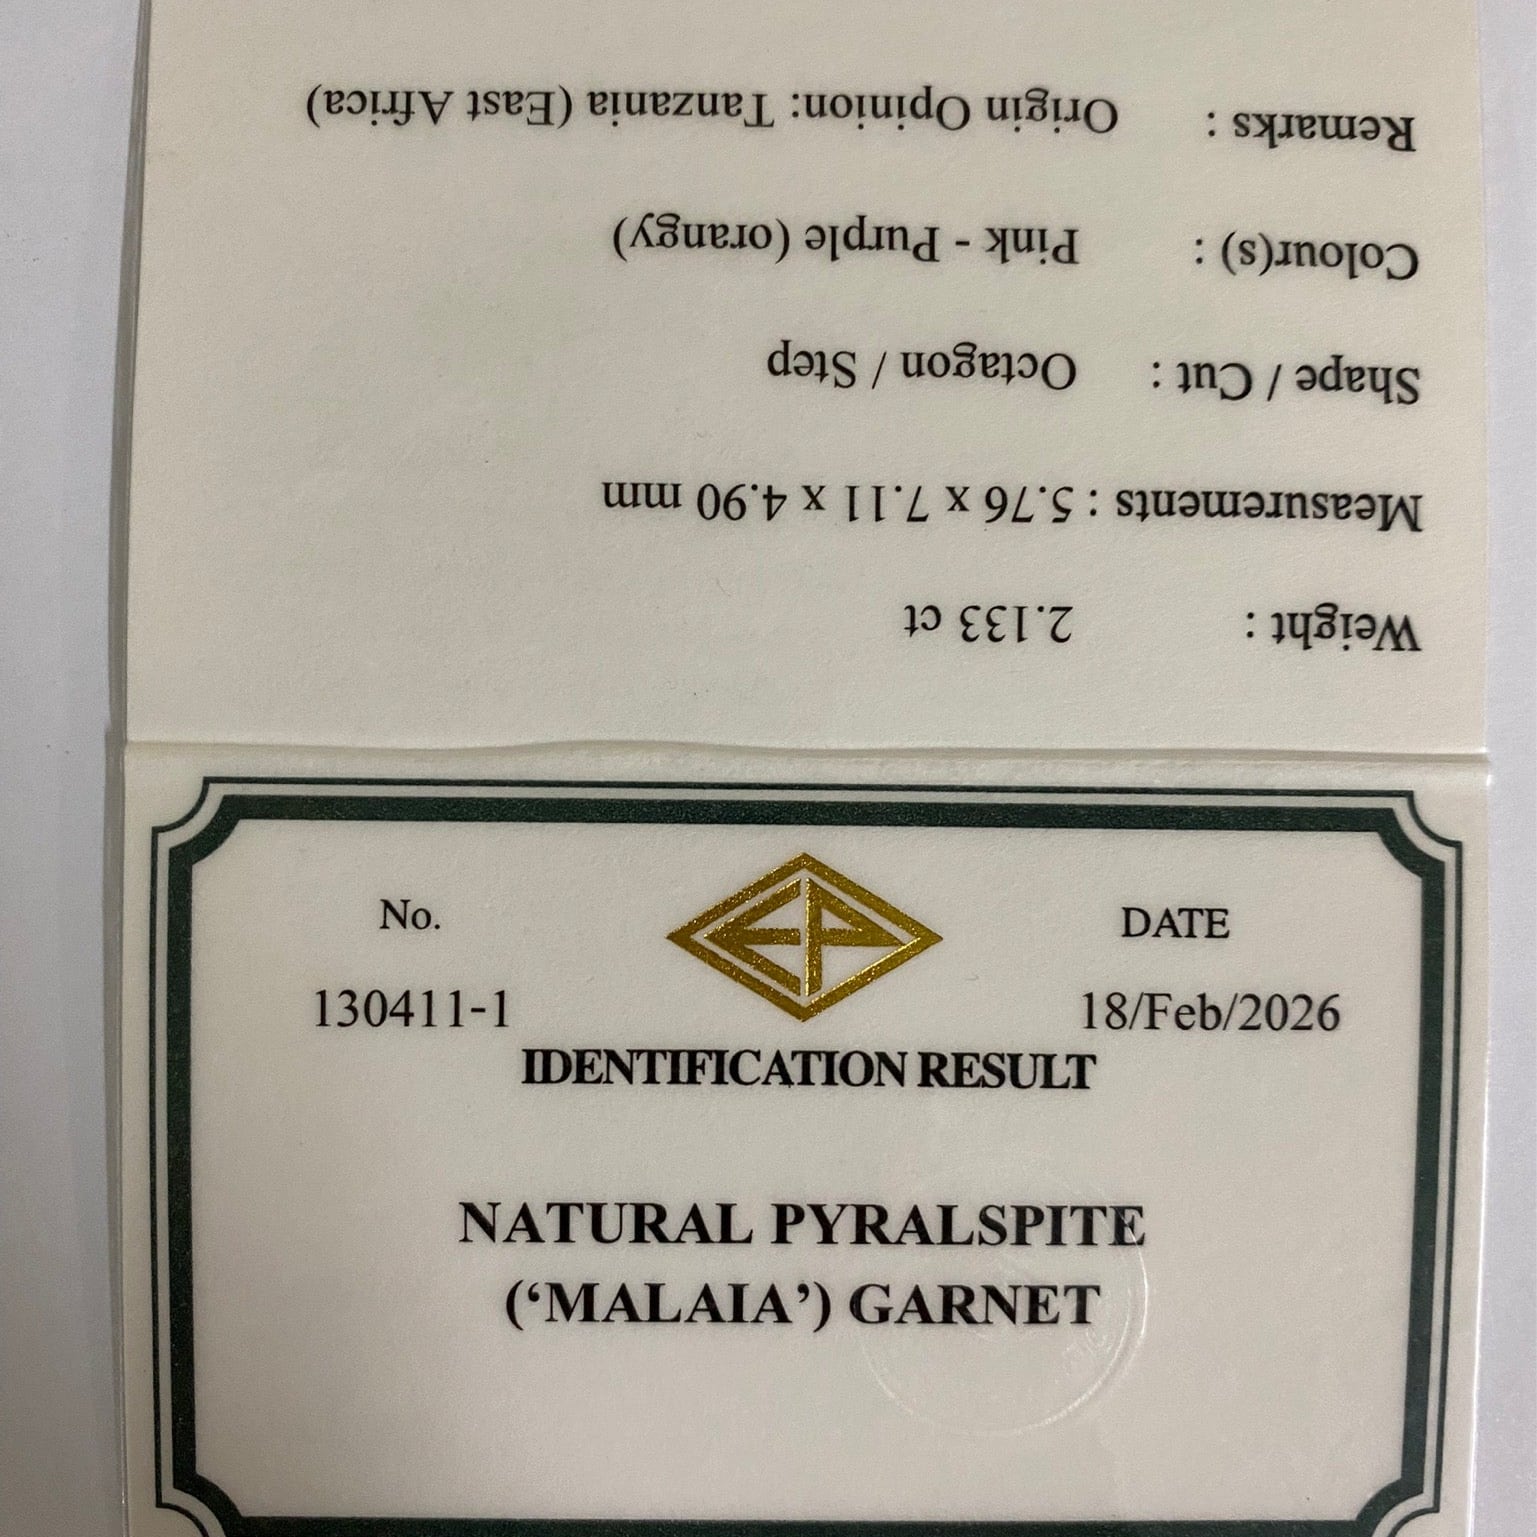 No.
130411-1
EP
DATE
18/Feb/2026
IDENTIFICATION RESULT
NATURAL PYRALSPITE
(‘MALAIA’) GARNET
Weight : 2.133 ct
Measurements : 5.76 x 7.11 x 4.90 mm
Shape / Cut : Octagon / Step
Colour(s) : Pink - Purple (orangy)
Remarks : Origin Opinion: Tanzania (East Africa)